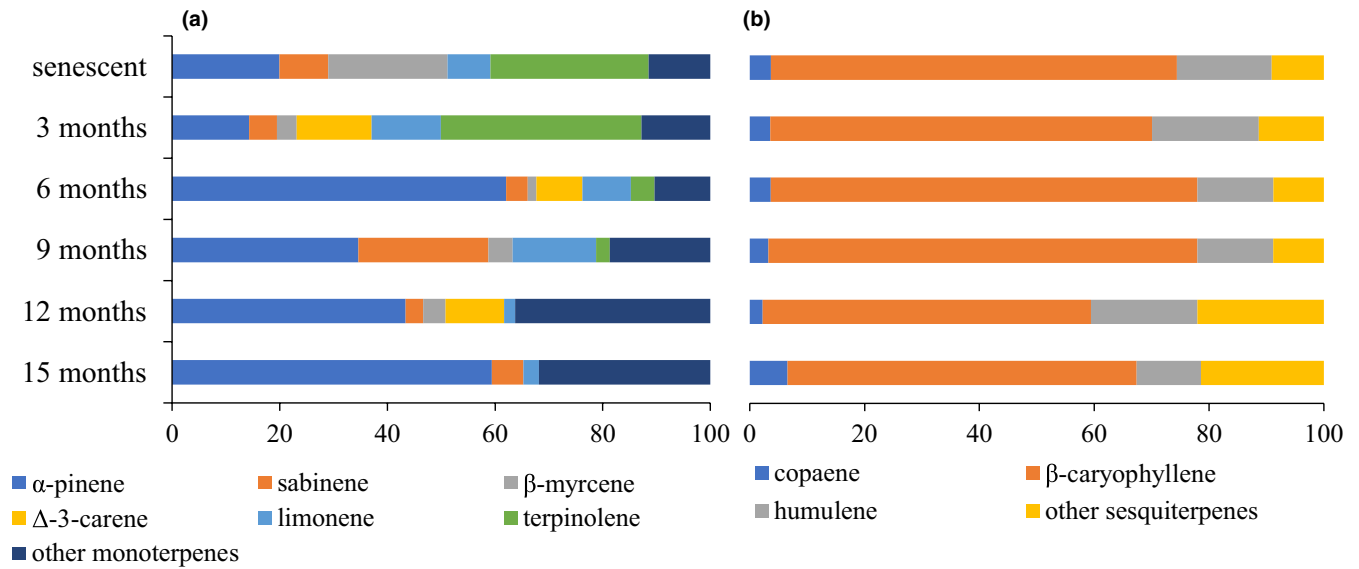 (a) (b)
senescent
3 months
6 months
9 months
12 months
15 months
0 20 40 60 80 100 0 20 40 60 80 100
α-pinene sabinene β-myrcene copaene β-caryophyllene
Δ-3-carene limonene terpinolene humulene other sesquiterpenes
other monoterpenes